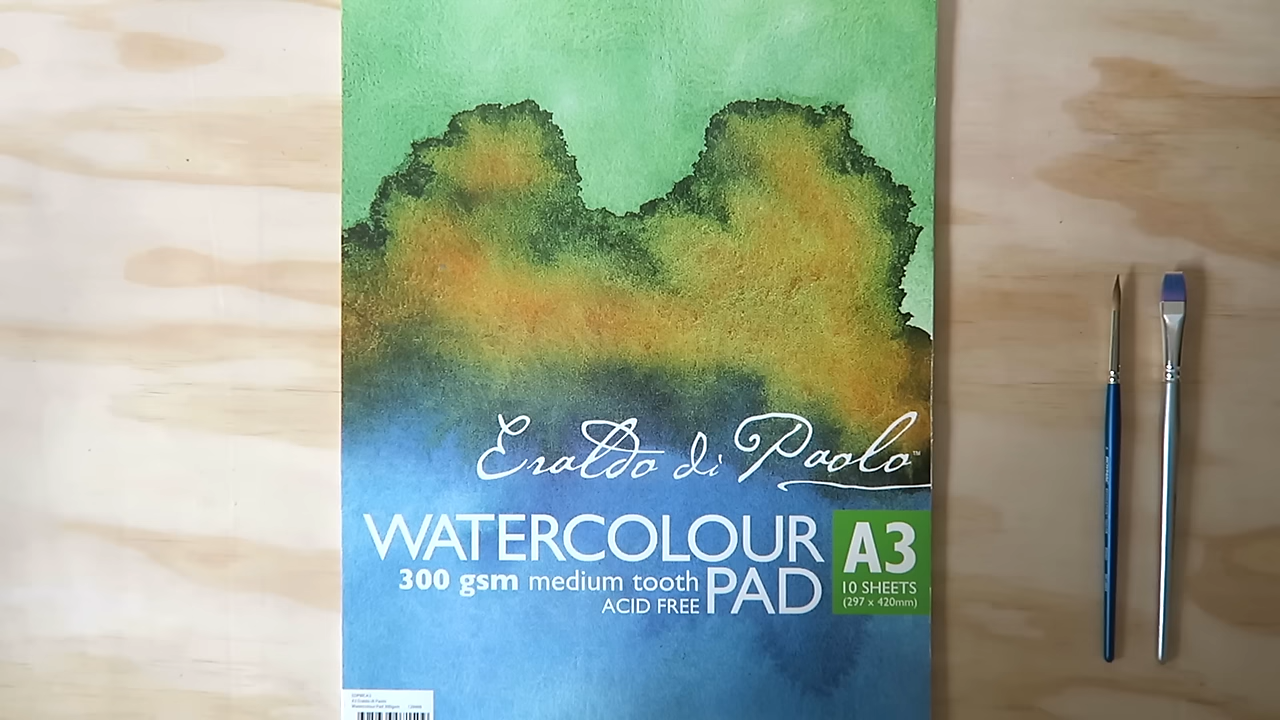 Eraldo di Paolo™
WATERCOLOUR
300 gsm medium tooth PAD
ACID FREE
A3
10 SHEETS
(297 x 420mm)